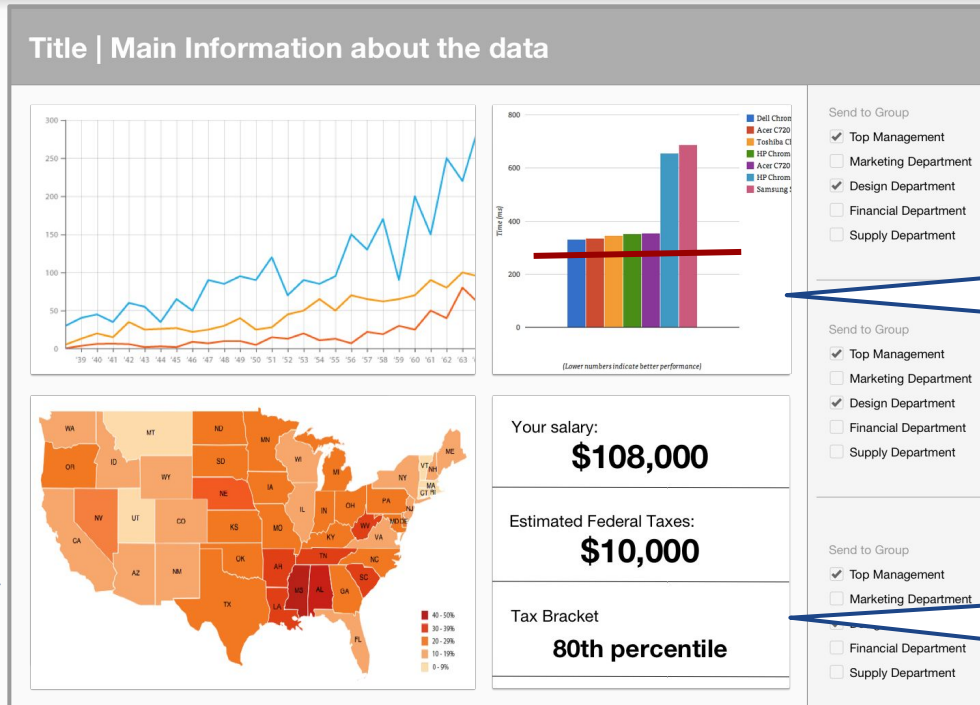 Title | Main Information about the data
300
250
200
150
100
50
0
'39 '40 '41 '42 '43 '44 '45 '46 '47 '48 '49 '50 '51 '52 '53 '54 '55 '56 '57 '58 '59 '60 '61 '62 '63
800
600
400
200
0
Time (ms)
Dell Chrom
Acer C720
Toshiba Cl
HP Chrom
Acer C720
HP Chrom
Samsung
(Lower numbers indicate better performance)
WA
MT
ND
MN
WI
MI
ME
VT
NH
NY
MA
CT
OR
ID
WY
SD
IA
NE
IL
IN
OH
PA
NJ
MD
DE
NV
UT
CO
KS
MO
KY
WV
VA
CA
AZ
NM
OK
AR
TN
NC
SC
TX
LA
MS
AL
GA
FL
40 - 50%
30 - 39%
20 - 29%
10 - 19%
0 - 9%
Your salary:
$108,000
Estimated Federal Taxes:
$10,000
Tax Bracket
80th percentile
Send to Group
Top Management
Marketing Department
Design Department
Financial Department
Supply Department
Send to Group
Top Management
Marketing Department
Design Department
Financial Department
Supply Department
Send to Group
Top Management
Marketing Department
Financial Department
Supply Department